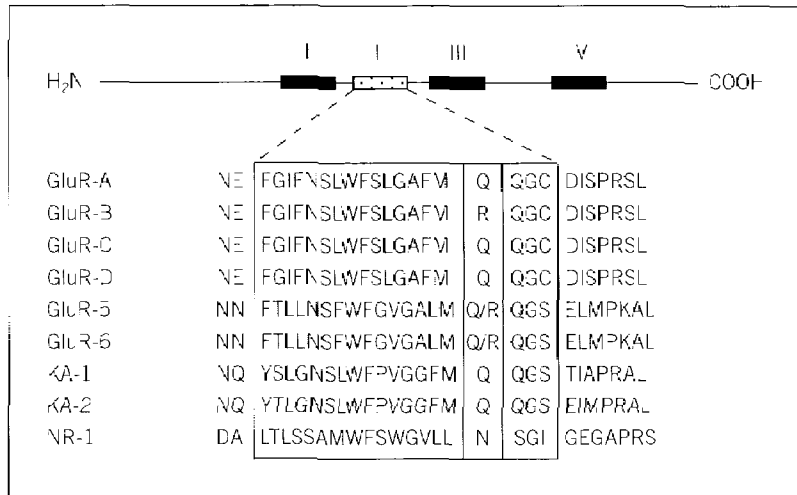 I I III V
H₂N COOH
GluR-A NE FGIFNSLWFSLGAFM Q QGC DISPRSL
GluR-B NE FGIFNSLWFSLGAFM R QGC DISPRSL
GluR-C NE FGIFNSLWFSLGAFM Q QGC DISPRSL
GluR-D NE FGIFNSLWFSLGAFM Q QGC DISPRSL
GluR-5 NN FTLLNSFWFGVGALM Q/R QGS ELMPKAL
GluR-6 NN FTLLNSFWFGVGALM Q/R QGS ELMPKAL
KA-1 NQ YSLGNSLWFPVGGFM Q QGS TIAPRAL
KA-2 NQ YTLGNSLWFPVGGFM Q QGS EIMPRAL
NR-1 DA LTLSSAMWFSWGVLL N SGI GEGAPRS